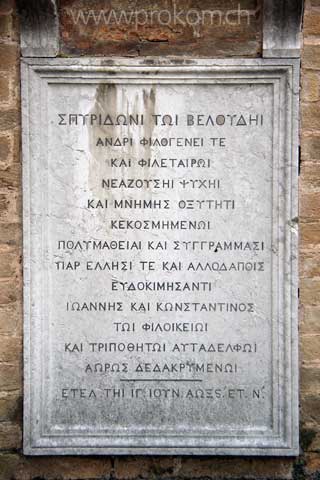 www.prokom.ch
ΣΠΥΡΙΔΩΝΙ ΤΩΙ ΒΕΛΟΥΔΗΙ
ΑΝΔΡΙ ΦΙΛΟΓΕΝΕΙ ΤΕ
ΚΑΙ ΦΙΛΕΤΑΙΡΩΙ
ΝΕΑΖΟΥΣΗΙ ΨΥΧΗΙ
ΚΑΙ ΜΝΗΜΗΣ ΟΞΥΤΗΤΙ
ΚΕΚΟΣΜΗΜΕΝΩΙ
ΠΟΛΥΜΑΘΕΙΑΙ ΚΑΙ ΣΥΓΓΡΑΜΜΑΣΙ
ΠΑΡ ΕΛΛΗΣΙ ΤΕ ΚΑΙ ΑΛΛΟΔΑΠΟΙΣ
ΕΥΔΟΚΙΜΗΣΑΝΤΙ
ΙΩΑΝΝΗΣ ΚΑΙ ΚΩΝΣΤΑΝΤΙΝΟΣ
ΤΩΙ ΦΙΛΟΙΚΕΙΩΙ
ΚΑΙ ΤΡΙΠΟΘΗΤΩΙ ΑΥΤΑΔΕΛΦΩΙ
ΑΩΡΩΣ ΔΕΔΑΚΡΥΜΕΝΩΙ
ΕΤΕΛ. ΤΗΙ ΙΓ. ΙΟΥΝ. ΑΩΞϚ΄. ΕΤ. Ν΄.